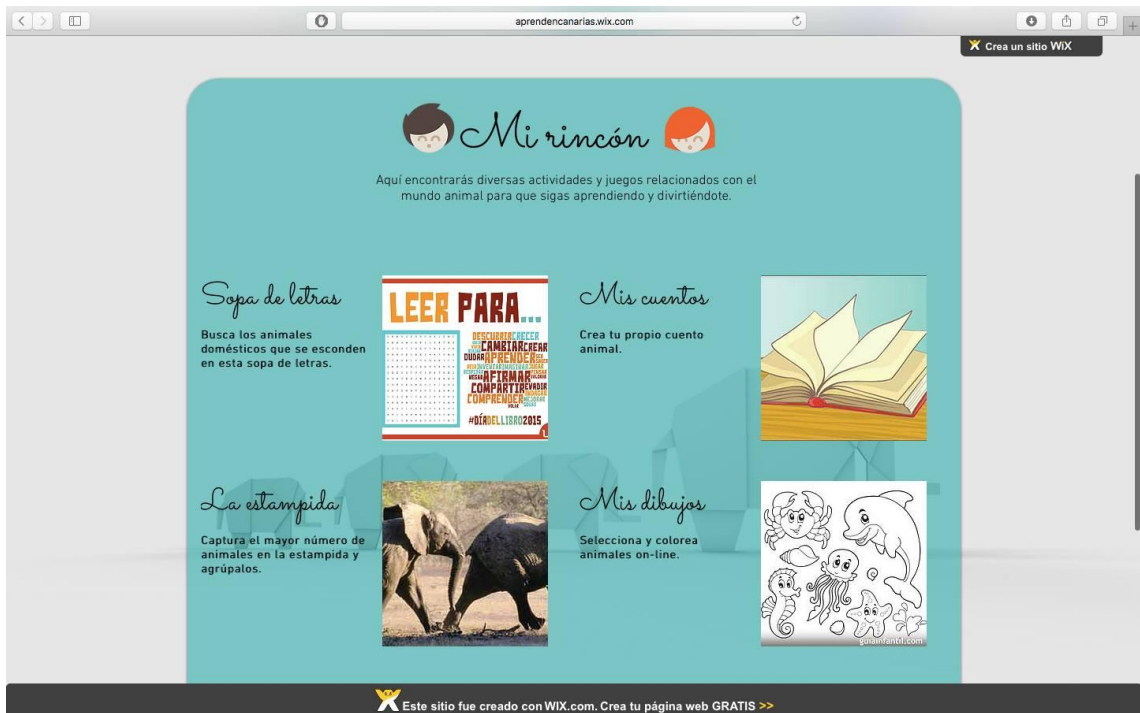 aprendencanarias.wix.com
Crea un sitio WiX
Mi rincón
Aquí encontrarás diversas actividades y juegos relacionados con el
mundo animal para que sigas aprendiendo y divirtiéndote.
Sopa de letras
Busca los animales
domésticos que se esconden
en esta sopa de letras.
LEER PARA...
DESCUBRIR CRECER
CAMBIAR CREAR
DUDAR APRENDER
AFIRMAR
COMPARTIR EVADIR
COMPRENDER
VOLAR
#DÍADELLIBRO2015
Mis cuentos
Crea tu propio cuento
animal.
La estampida
Captura el mayor número de
animales en la estampida y
agrúpalos.
Mis dibujos
Selecciona y colorea
animales on-line.
guiainfantil.com
Este sitio fue creado con WIX.com. Crea tu página web GRATIS >>